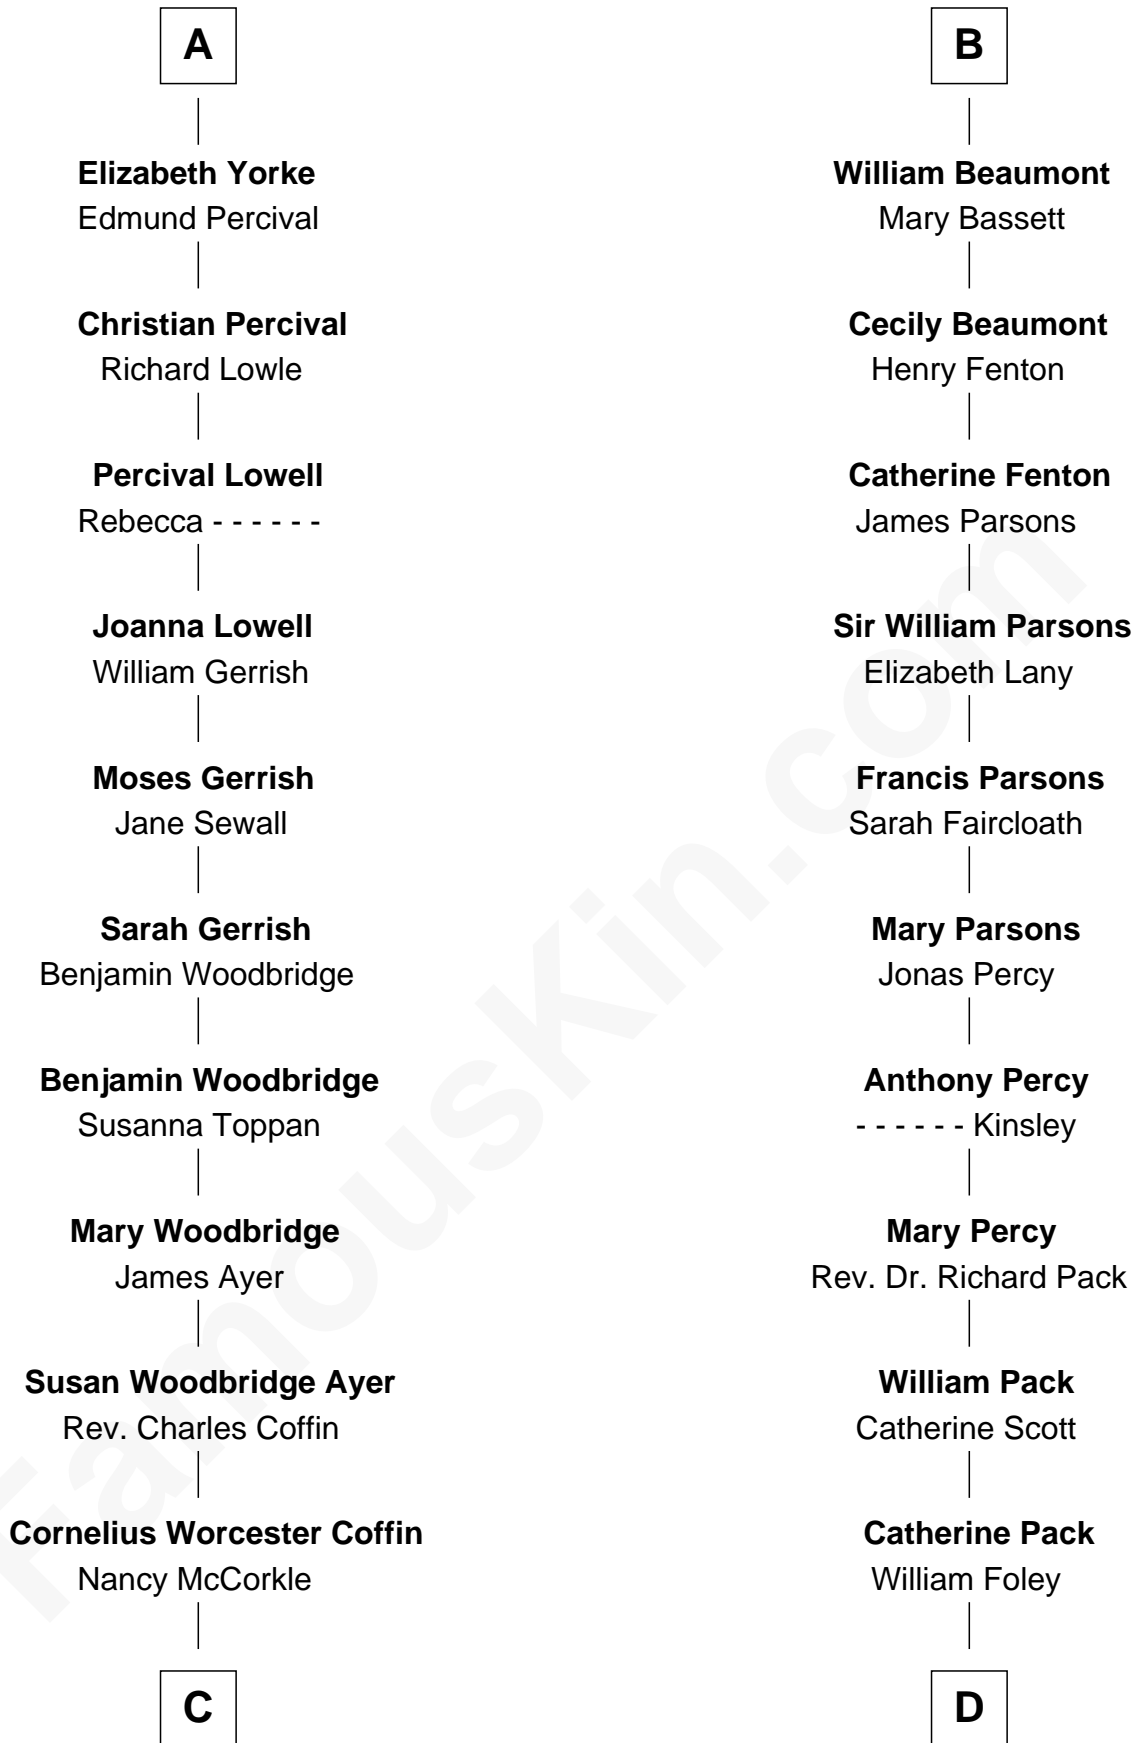 A
Elizabeth Yorke
Edmund Percival
Christian Percival
Richard Lowle
Percival Lowell
Rebecca - - - - - -
Joanna Lowell
William Gerrish
Moses Gerrish
Jane Sewall
Sarah Gerrish
Benjamin Woodbridge
Benjamin Woodbridge
Susanna Toppan
Mary Woodbridge
James Ayer
Susan Woodbridge Ayer
Rev. Charles Coffin
Cornelius Worcester Coffin
Nancy McCorkle
C
B
William Beaumont
Mary Bassett
Cecily Beaumont
Henry Fenton
Catherine Fenton
James Parsons
Sir William Parsons
Elizabeth Lany
Francis Parsons
Sarah Faircloath
Mary Parsons
Jonas Percy
Anthony Percy
- - - - - - Kinsley
Mary Percy
Rev. Dr. Richard Pack
William Pack
Catherine Scott
Catherine Pack
William Foley
D
FamousKin.com